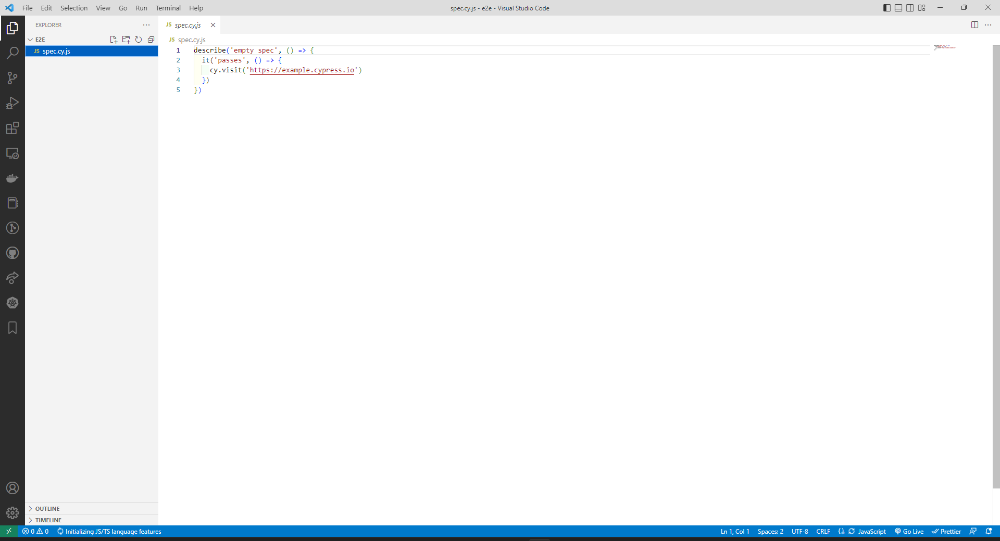 File Edit Selection View Go Run Terminal Help
spec.cy.js - e2e - Visual Studio Code
EXPLORER
E2E
JS spec.cy.js
JS spec.cy.js
JS spec.cy.js
1 describe('empty spec', () => {
2 it('passes', () => {
3 cy.visit('https://example.cypress.io')
4 })
5 })
OUTLINE
TIMELINE
0 0 Initializing JS/TS language features
Ln 1, Col 1 Spaces: 2 UTF-8 CRLF JavaScript Go Live Prettier